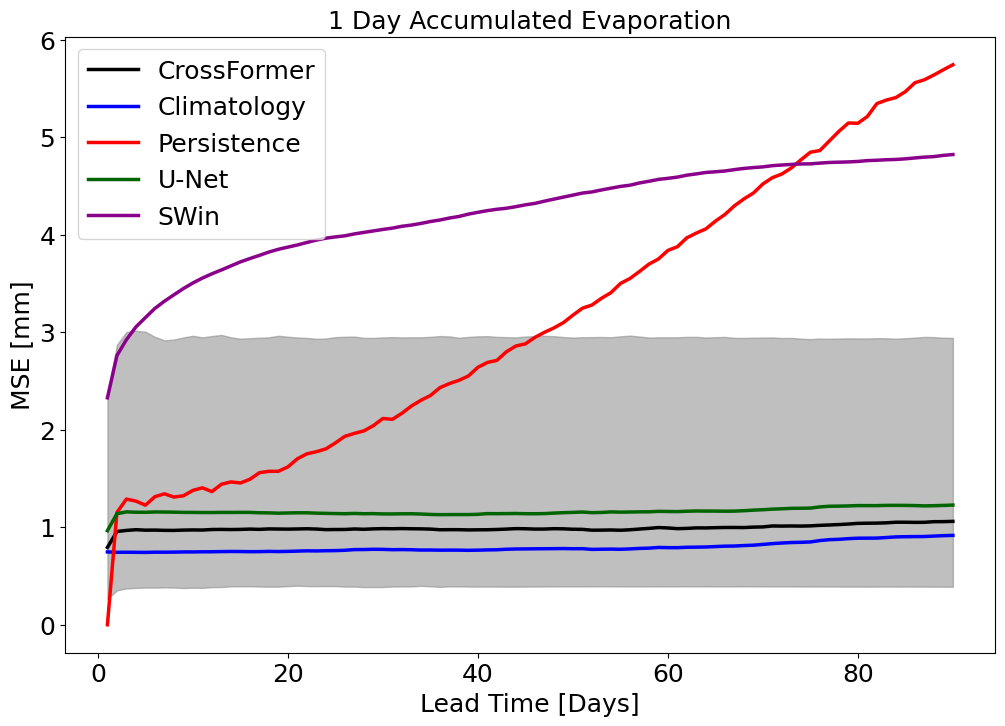 1 Day Accumulated Evaporation
6
5
4
3
2
1
0
MSE [mm]
CrossFormer
Climatology
Persistence
U-Net
SWin
0 20 40 60 80
Lead Time [Days]